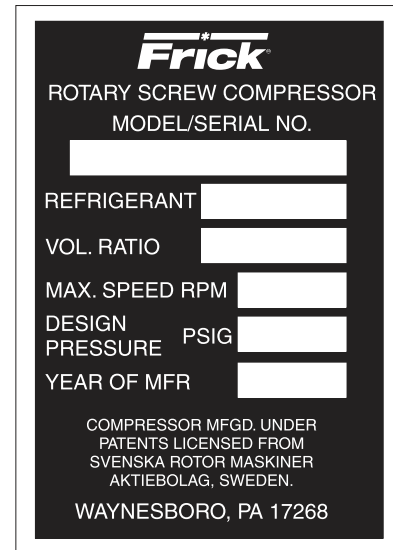 Frick®
ROTARY SCREW COMPRESSOR
MODEL/SERIAL NO.
REFRIGERANT
VOL. RATIO
MAX. SPEED RPM
DESIGN
PRESSURE PSIG
YEAR OF MFR
COMPRESSOR MFGD. UNDER
PATENTS LICENSED FROM
SVENSKA ROTOR MASKINER
AKTIEBOLAG, SWEDEN.
WAYNESBORO, PA 17268